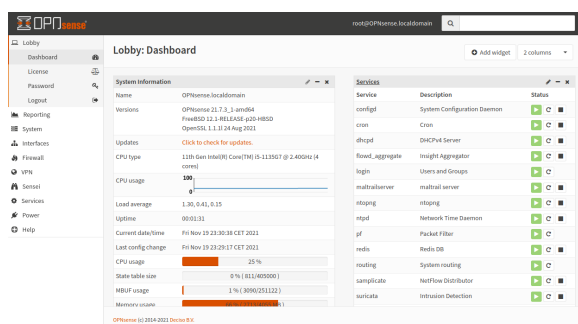 OPNsense
root@OPNsense.localdomain
Lobby
Dashboard
License
Password
Logout
Reporting
System
Interfaces
Firewall
VPN
Sensei
Services
Power
Help
Lobby: Dashboard
Add widget
2 columns
System Information
Name OPNsense.localdomain
Versions OPNsense 21.7.3_1-amd64
FreeBSD 12.1-RELEASE-p20-HBSD
OpenSSL 1.1.1l 24 Aug 2021
Updates Click to check for updates.
CPU type 11th Gen Intel(R) Core(TM) i5-1135G7 @ 2.40GHz (4
cores)
CPU usage 100
0
Load average 1.30, 0.41, 0.15
Uptime 00:01:31
Current date/time Fri Nov 19 23:30:38 CET 2021
Last config change Fri Nov 19 23:29:17 CET 2021
CPU usage 25 %
State table size 0 % ( 811/405000 )
MBUF usage 1 % ( 3090/251122 )
Memory usage
Services
Service Description Status
configd System Configuration Daemon
cron Cron
dhcpd DHCPv4 Server
flowd_aggregate Insight Aggregator
login Users and Groups
maltrailserver maltrail server
ntopng ntopng
ntpd Network Time Daemon
pf Packet Filter
redis Redis DB
routing System routing
samplicate NetFlow Distributor
suricata Intrusion Detection
OPNsense (c) 2014-2021 Deciso B.V.